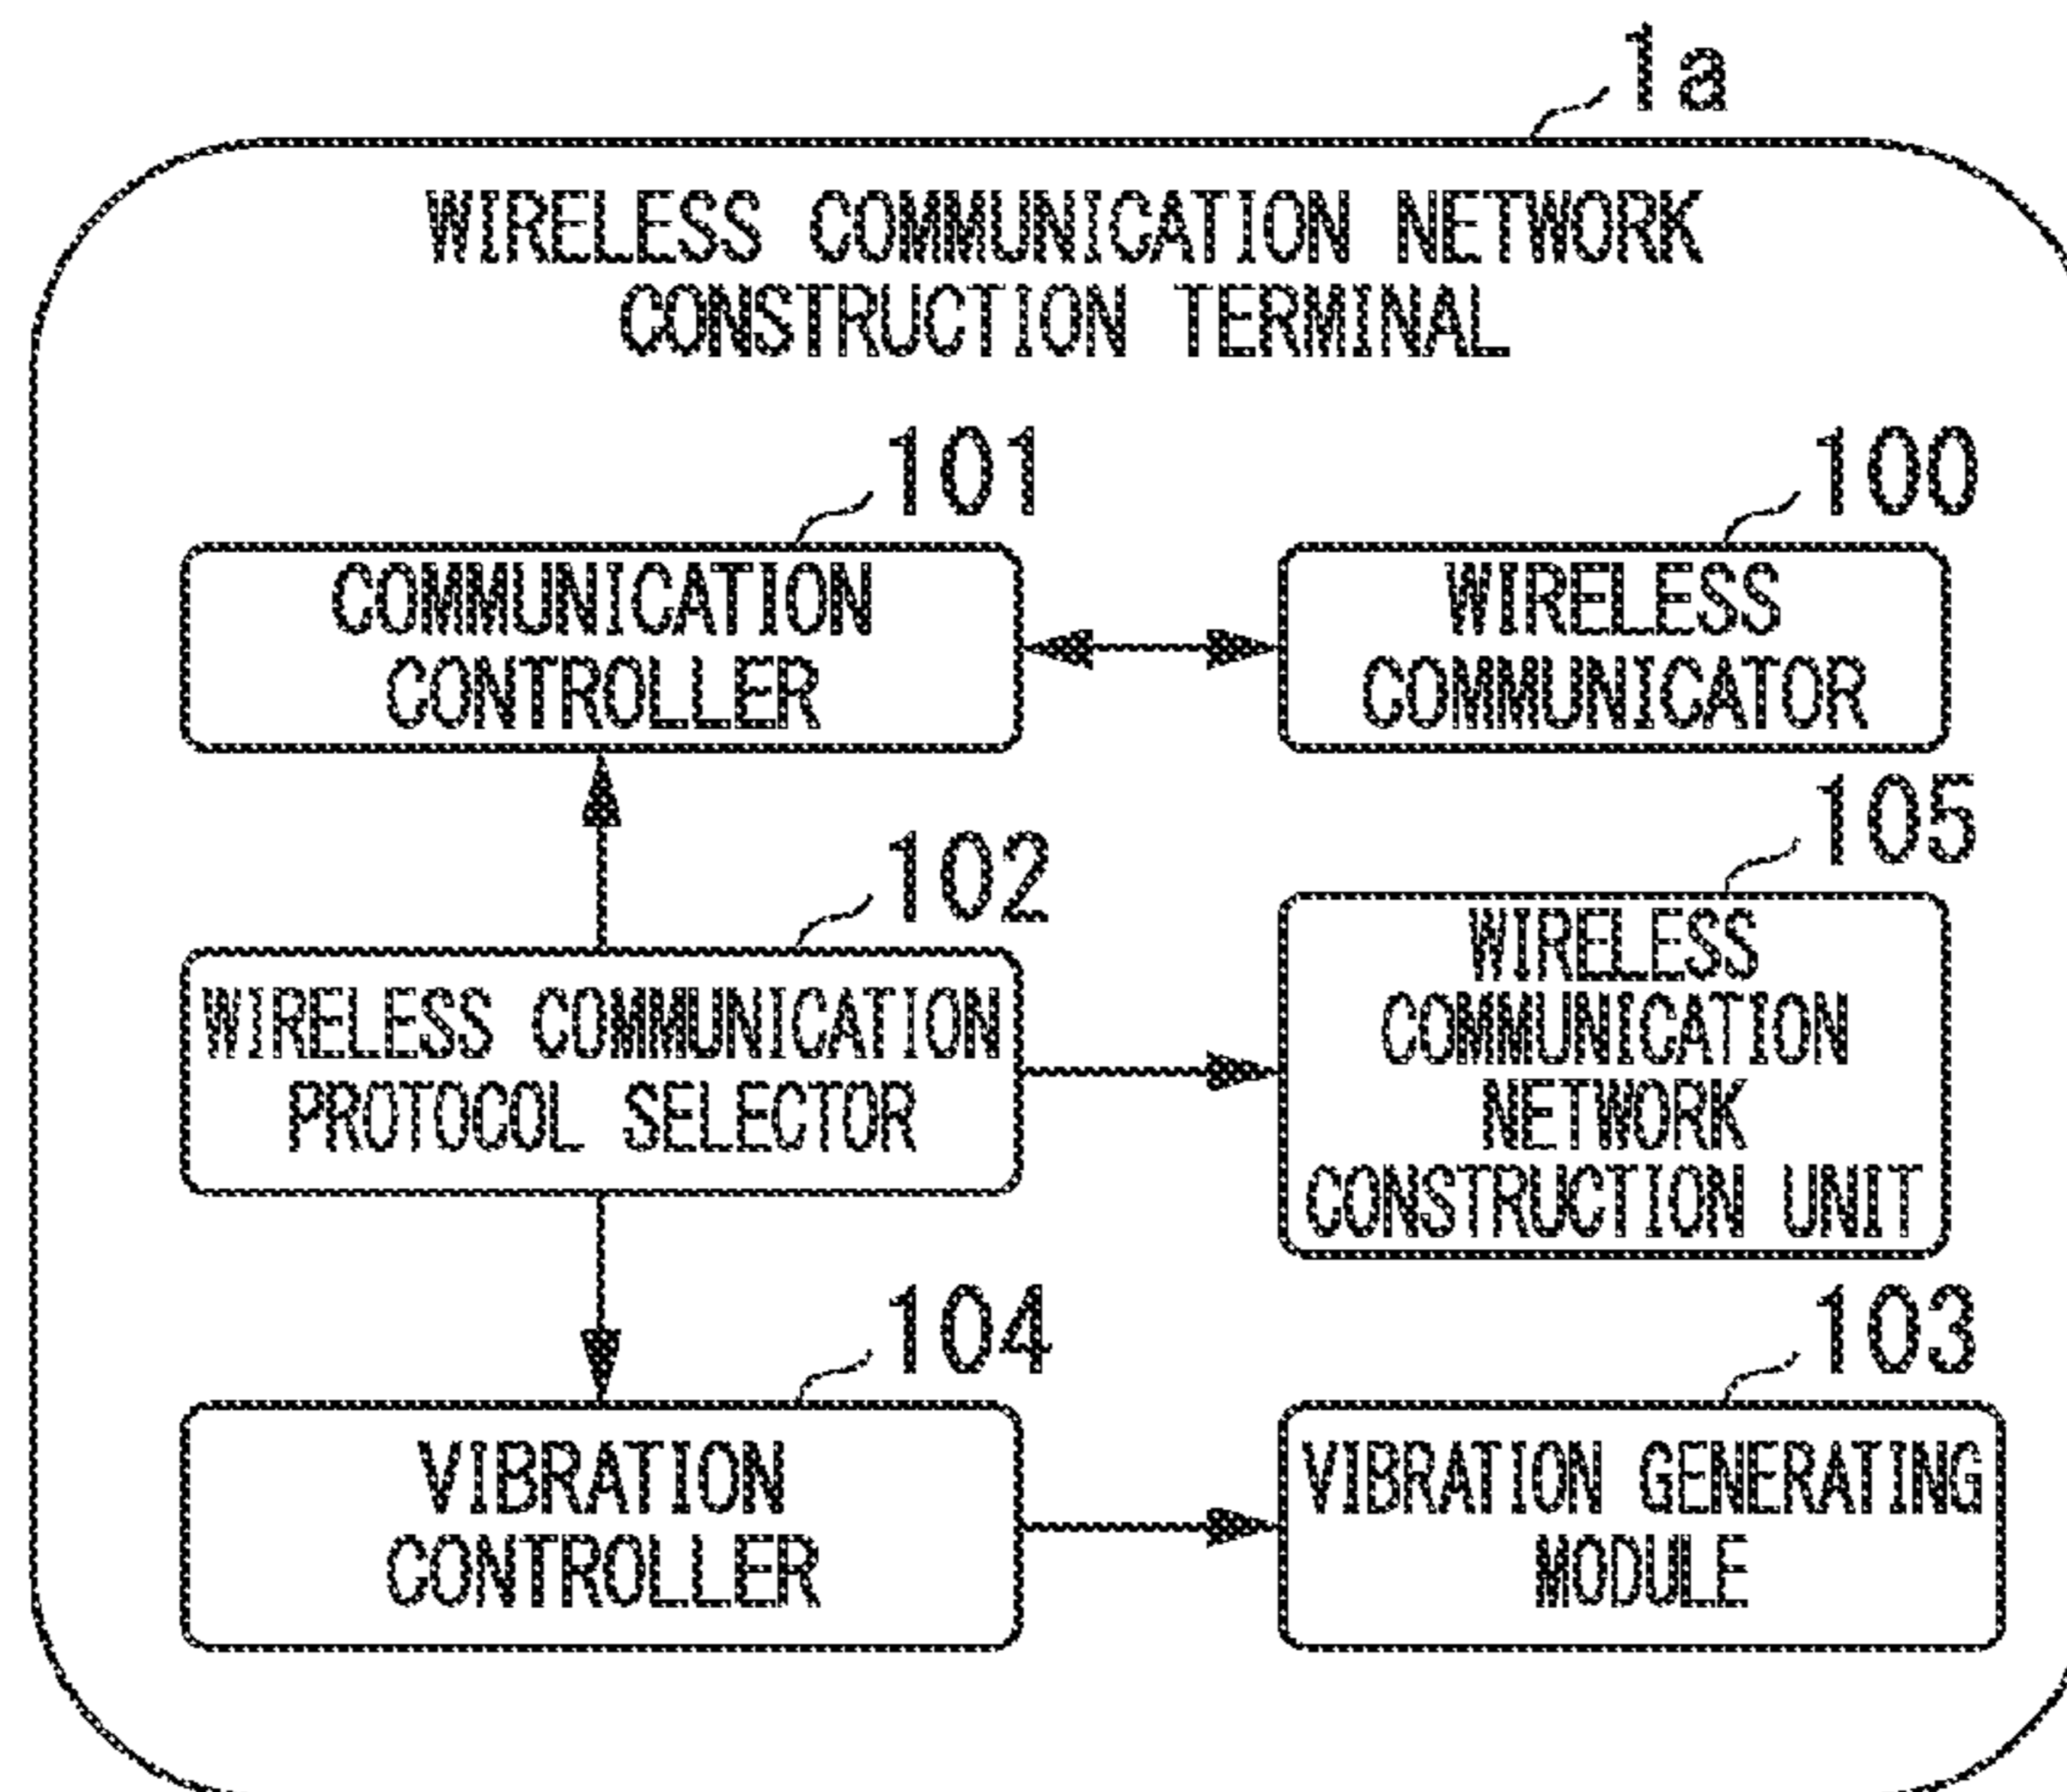 1a
WIRELESS COMMUNICATION NETWORK
CONSTRUCTION TERMINAL
101
COMMUNICATION
CONTROLLER
100
WIRELESS
COMMUNICATOR
102
WIRELESS COMMUNICATION
PROTOCOL SELECTOR
105
WIRELESS
COMMUNICATION
NETWORK
CONSTRUCTION UNIT
104
VIBRATION
CONTROLLER
103
VIBRATION GENERATING
MODULE